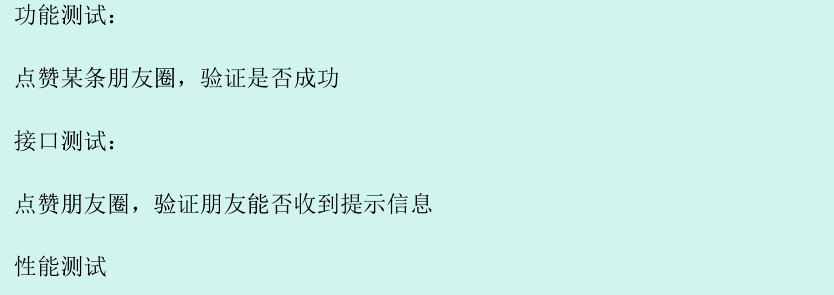 功能测试：
点赞某条朋友圈，验证是否成功
接口测试：
点赞朋友圈，验证朋友能否收到提示信息
性能测试